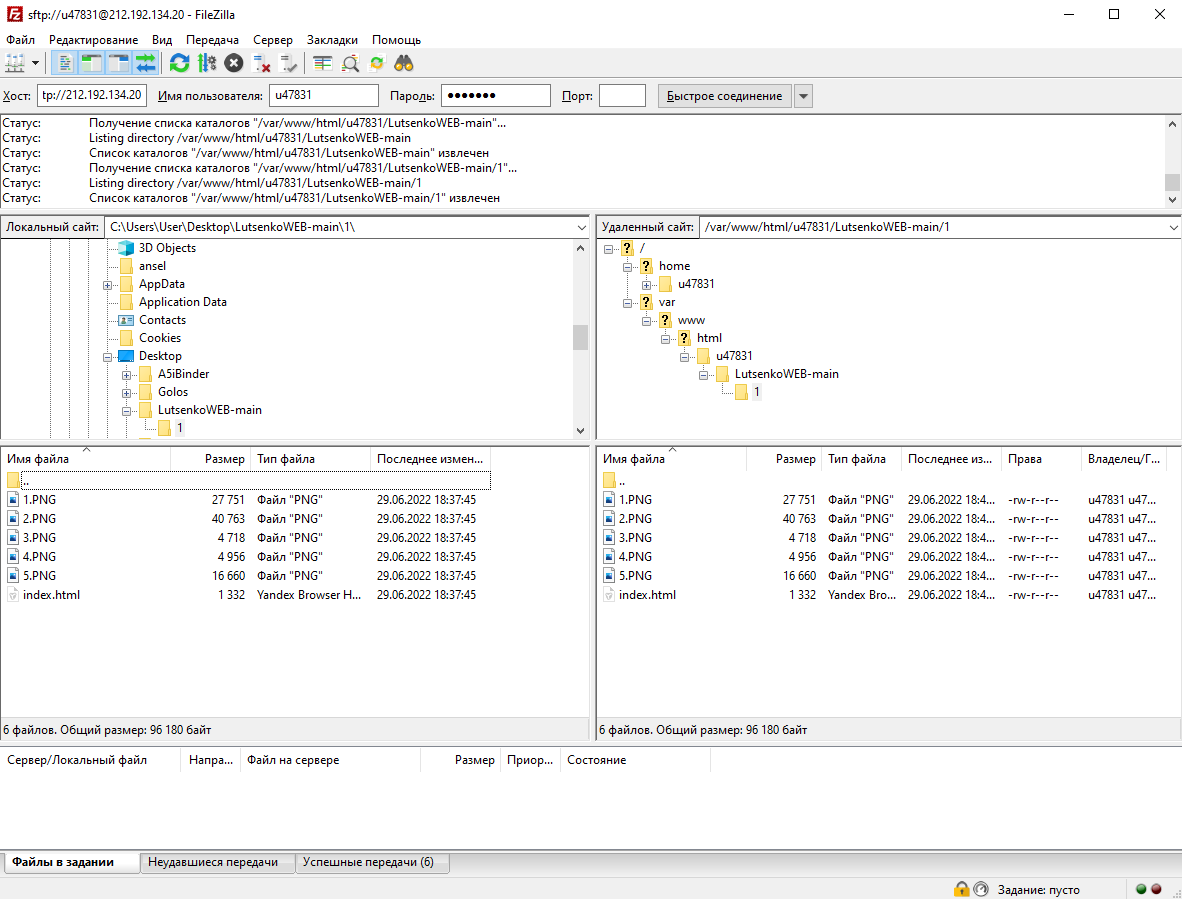 sftp://u47831@212.192.134.20 - FileZilla
Файл Редактирование Вид Передача Сервер Закладки Помощь
Хост: tp://212.192.134.20 Имя пользователя: u47831 Пароль: ●●●●●●● Порт: Быстрое соединение
Статус: Получение списка каталогов "/var/www/html/u47831/LutsenkoWEB-main"...
Статус: Listing directory /var/www/html/u47831/LutsenkoWEB-main
Статус: Список каталогов "/var/www/html/u47831/LutsenkoWEB-main" извлечен
Статус: Получение списка каталогов "/var/www/html/u47831/LutsenkoWEB-main/1"...
Статус: Listing directory /var/www/html/u47831/LutsenkoWEB-main/1
Статус: Список каталогов "/var/www/html/u47831/LutsenkoWEB-main/1" извлечен
Локальный сайт: C:\Users\User\Desktop\LutsenkoWEB-main\1\
3D Objects
ansel
AppData
Application Data
Contacts
Cookies
Desktop
A5iBinder
Golos
LutsenkoWEB-main
1
Удаленный сайт: /var/www/html/u47831/LutsenkoWEB-main/1
/
home
u47831
var
www
html
u47831
LutsenkoWEB-main
1
Имя файла Размер Тип файла Последнее измен...
..
1.PNG 27 751 Файл "PNG" 29.06.2022 18:37:45
2.PNG 40 763 Файл "PNG" 29.06.2022 18:37:45
3.PNG 4 718 Файл "PNG" 29.06.2022 18:37:45
4.PNG 4 956 Файл "PNG" 29.06.2022 18:37:45
5.PNG 16 660 Файл "PNG" 29.06.2022 18:37:45
index.html 1 332 Yandex Browser H... 29.06.2022 18:37:45
6 файлов. Общий размер: 96 180 байт
Имя файла Размер Тип файла Последнее из... Права Владелец/Г...
..
1.PNG 27 751 Файл "PNG" 29.06.2022 18:4... -rw-r--r-- u47831 u47...
2.PNG 40 763 Файл "PNG" 29.06.2022 18:4... -rw-r--r-- u47831 u47...
3.PNG 4 718 Файл "PNG" 29.06.2022 18:4... -rw-r--r-- u47831 u47...
4.PNG 4 956 Файл "PNG" 29.06.2022 18:4... -rw-r--r-- u47831 u47...
5.PNG 16 660 Файл "PNG" 29.06.2022 18:4... -rw-r--r-- u47831 u47...
index.html 1 332 Yandex Bro... 29.06.2022 18:4... -rw-r--r-- u47831 u47...
6 файлов. Общий размер: 96 180 байт
Сервер/Локальный файл Напра... Файл на сервере Размер Приор... Состояние
Файлы в задании Неудавшиеся передачи Успешные передачи (6)
Задание: пусто